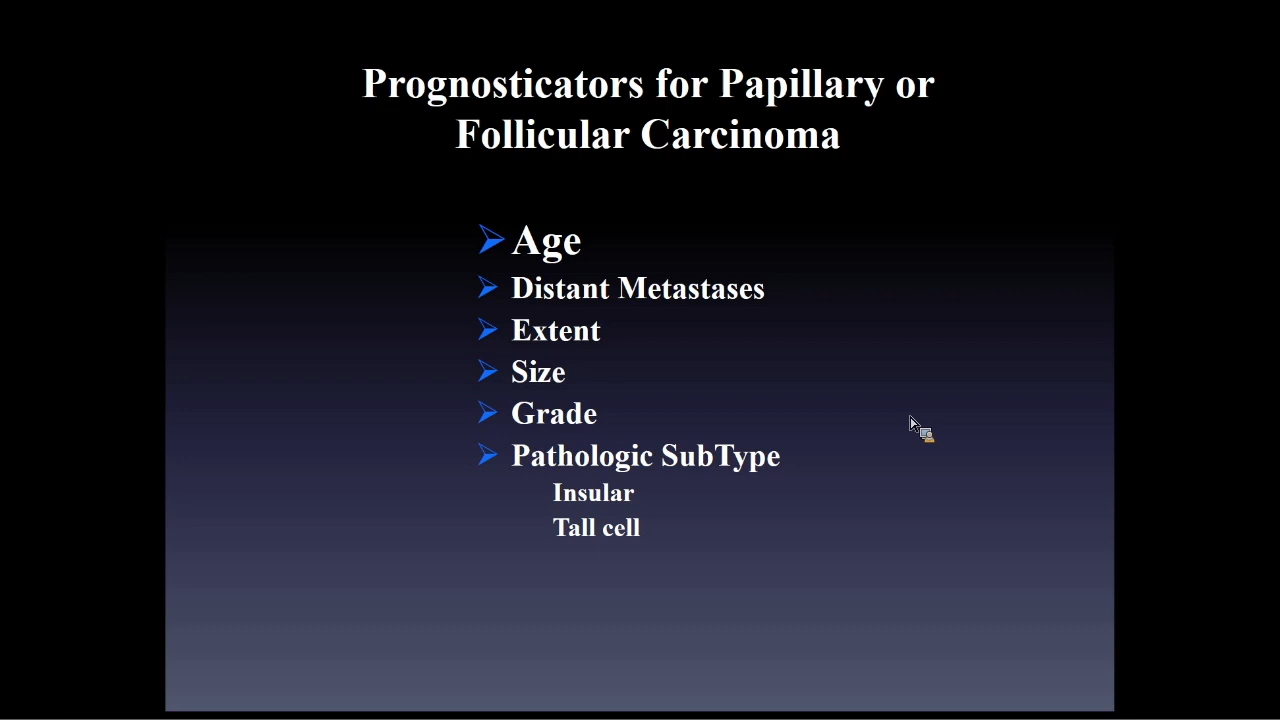 Prognosticators for Papillary or
Follicular Carcinoma
Age
Distant Metastases
Extent
Size
Grade
Pathologic SubType
Insular
Tall cell